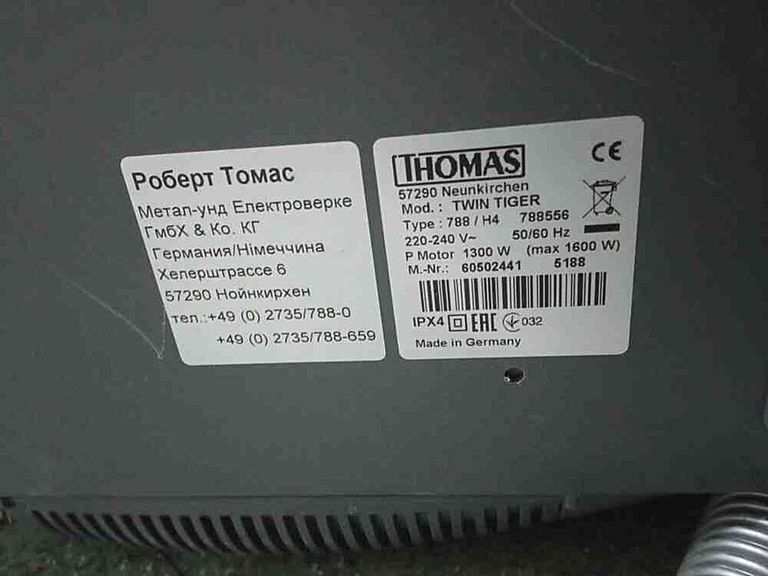 Роберт Томас
Метал-унд Електроверке
ГмбХ & Ко. КГ
Германия/Німеччина
Хелерштрассе 6
57290 Нойнкирхен
тел.:+49 (0) 2735/788-0
+49 (0) 2735/788-659
THOMAS
CE
57290 Neunkirchen
Mod.: TWIN TIGER
Type : 788 / H4 788556
220-240 V~ 50/60 Hz
P Motor 1300 W (max 1600 W)
M.-Nr.: 60502441 5188
IPX4 EAC 032
Made in Germany